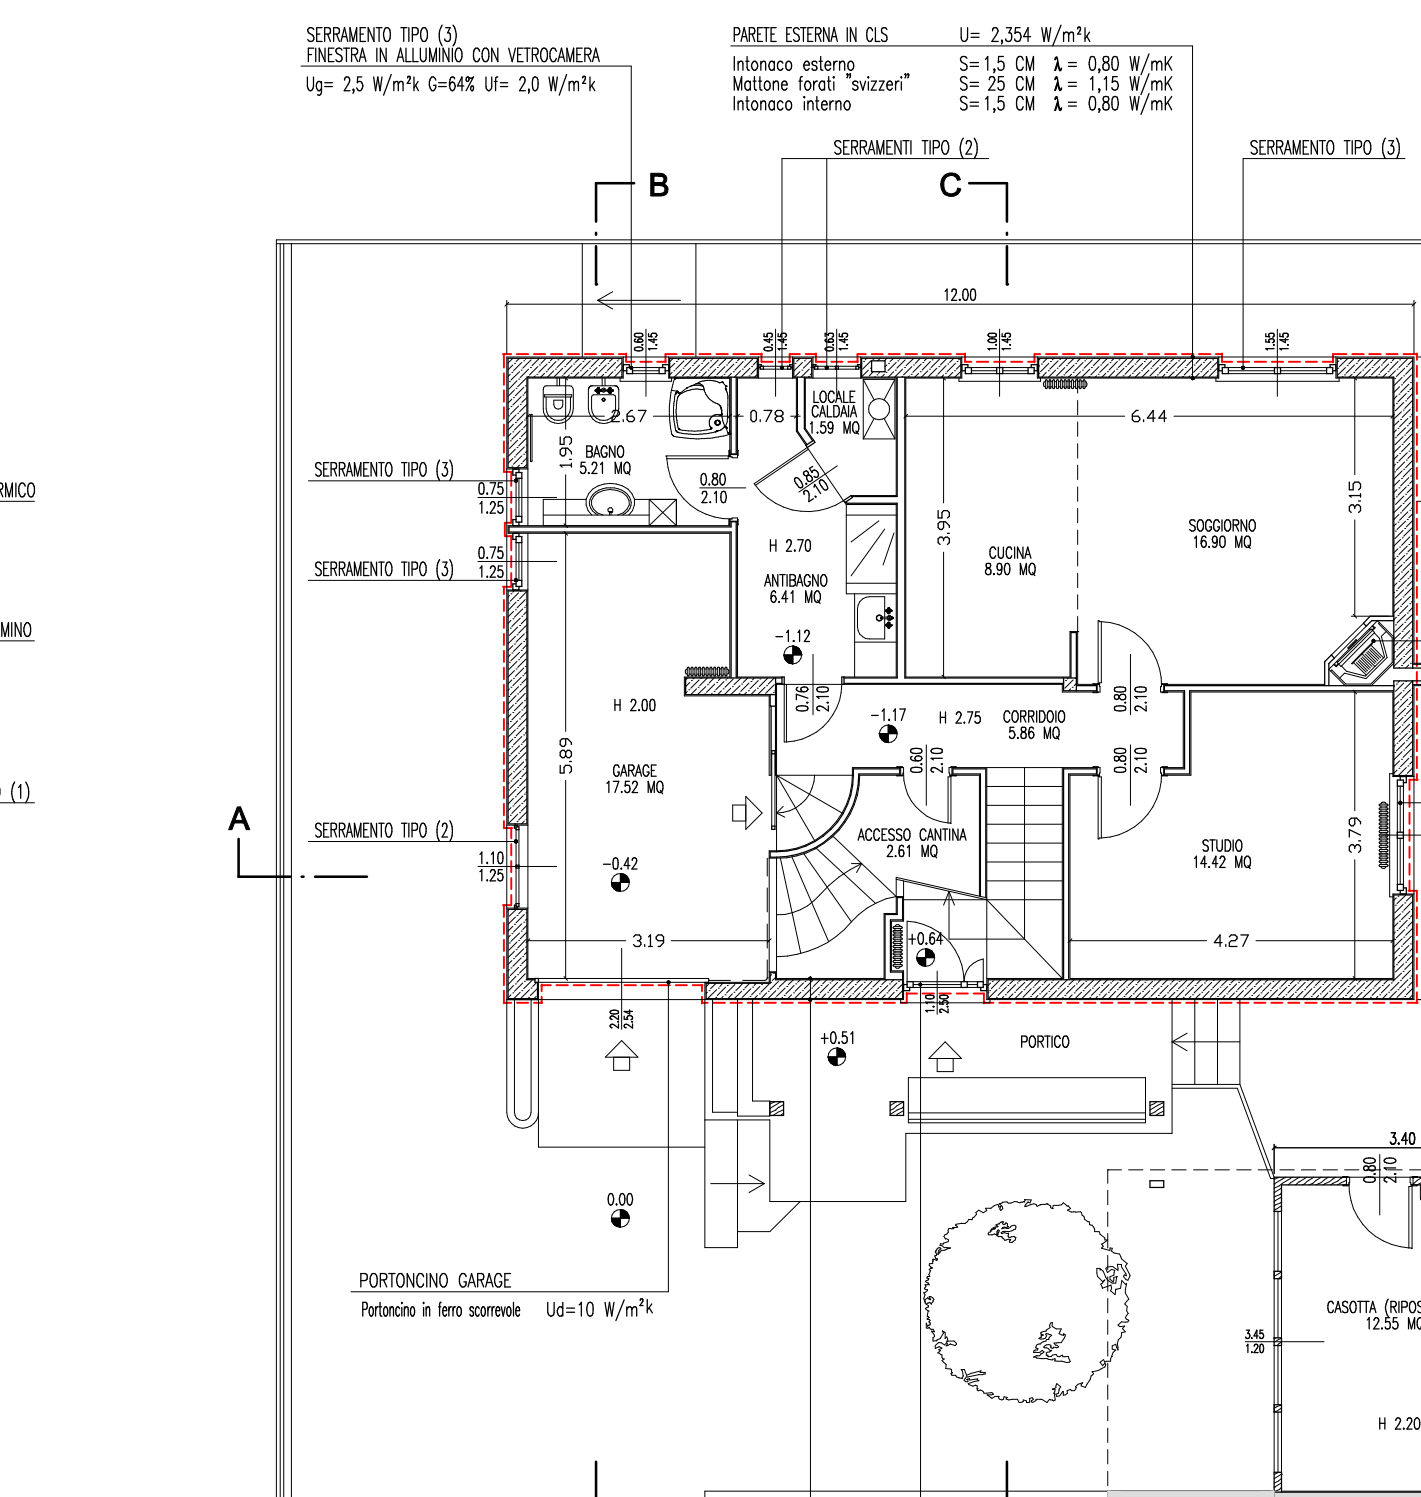 SERRAMENTO TIPO (3)
FINESTRA IN ALLUMINIO CON VETROCAMERA
Ug= 2,5 W/m²k G=64% Uf= 2,0 W/m²k
PARETE ESTERNA IN CLS U= 2,354 W/m²k
Intonaco esterno S=1,5 CM λ = 0,80 W/mK
Mattone forati "svizzeri" S= 25 CM λ = 1,15 W/mK
Intonaco interno S=1,5 CM λ = 0,80 W/mK
SERRAMENTI TIPO (2)
SERRAMENTO TIPO (3)
B
C
12.00
0.60
1.45
0.45
1.45
0.63
1.45
1.00
1.45
1.55
1.45
2.67
0.78
LOCALE
CALDAIA
1.59 MQ
6.44
1.95
BAGNO
5.21 MQ
SERRAMENTO TIPO (3)
0.75
1.25
0.80
2.10
0.85
2.10
RMICO
3.95
3.15
SOGGIORNO
16.90 MQ
H 2.70
CUCINA
8.90 MQ
0.75
1.25
SERRAMENTO TIPO (3)
ANTIBAGNO
6.41 MQ
MINO
-1.12
0.76
2.10
H 2.00
-1.17
H 2.75
CORRIDOIO
5.86 MQ
0.80
2.10
5.89
GARAGE
17.52 MQ
0.60
2.10
0.80
2.10
(1)
A
SERRAMENTO TIPO (2)
1.10
1.25
ACCESSO CANTINA
2.61 MQ
3.79
STUDIO
14.42 MQ
-0.42
3.19
+0.64
4.27
2.20
2.54
1.10
2.50
+0.51
PORTICO
3.40
0.80
2.10
0.00
PORTONCINO GARAGE
Portoncino in ferro scorrevole Ud=10 W/m²k
CASOTTA (RIPOS
12.55 MQ
3.45
1.20
H 2.20